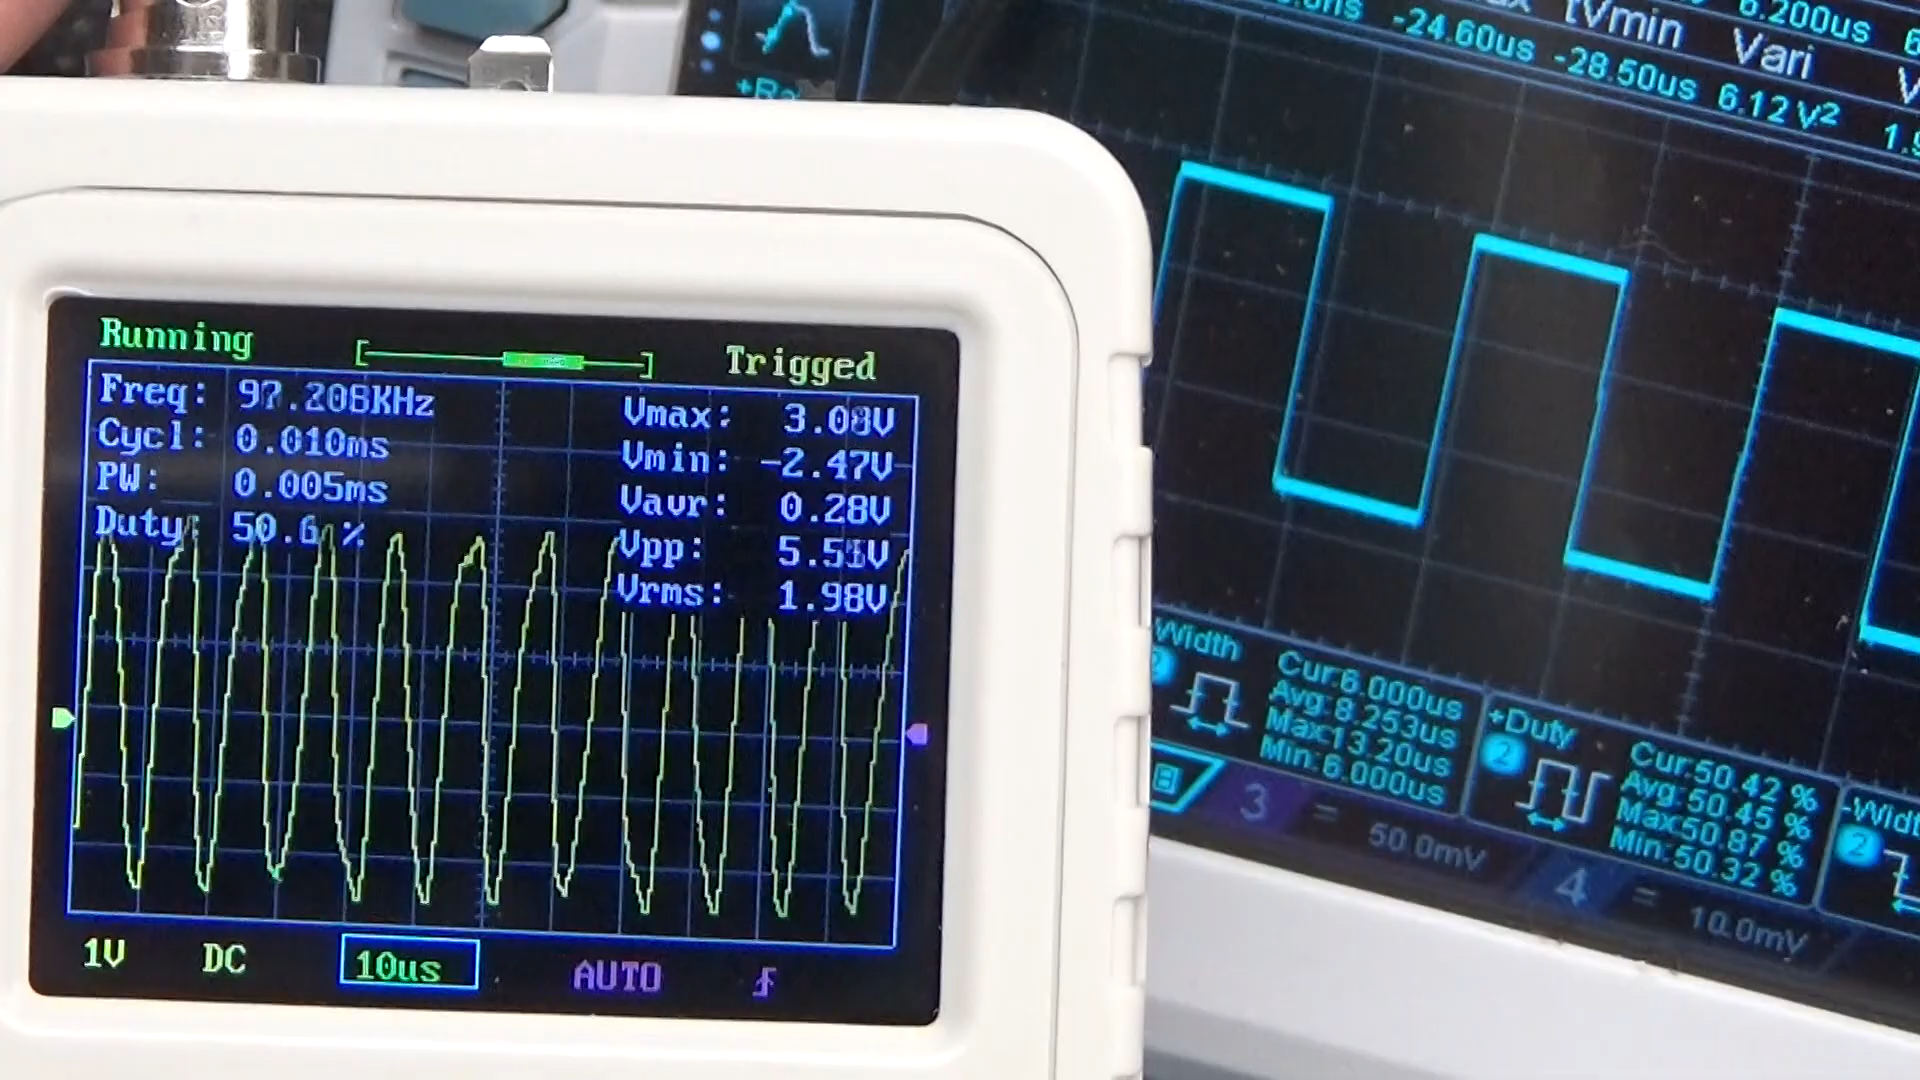 Running
Trigged
Freq: 97.208KHz
Cycl: 0.010ms
PW: 0.005ms
Duty: 50.6 %
Vmax: 3.08V
Vmin: -2.47V
Vavr: 0.28V
Vpp:
Vrms: 1.98V
1V
DC
10us
AUTO
tVmin
Vari
6.200us
-24.60us
-28.50us
6.12V²
Width
Cur:6.000us
Avg:8.253us
Max:13.20us
Min:6.000us
+Duty
2
Cur:50.42 %
Avg:50.45 %
Max:50.87 %
Min:50.32 %
2
3 = 50.0mV
4 = 10.0mV